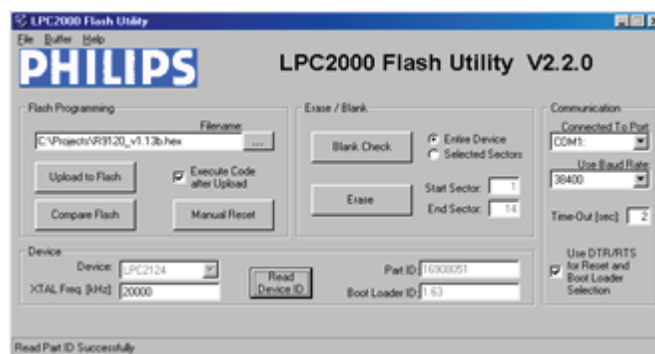 LPC2000 Flash Utility
File Buffer Help
PHILIPS
LPC2000 Flash Utility V2.2.0
Flash Programming
Filename:
C:\Projects\R9120_v1.13b.hex
...
Upload to Flash
Execute Code
after Upload
Compare Flash
Manual Reset
Erase / Blank
Blank Check
Entire Device
Selected Sectors
Erase
Start Sector: 1
End Sector: 14
Communication
Connected To Port:
COM1:
Use Baud Rate:
38400
Time-Out [sec]: 2
Use DTR/RTS
for Reset and
Boot Loader
Selection
Device
Device: LPC2124
XTAL Freq. [kHz]: 20000
Read
Device ID
Part ID: 16908051
Boot Loader ID: 1.63
Read Part ID Successfully